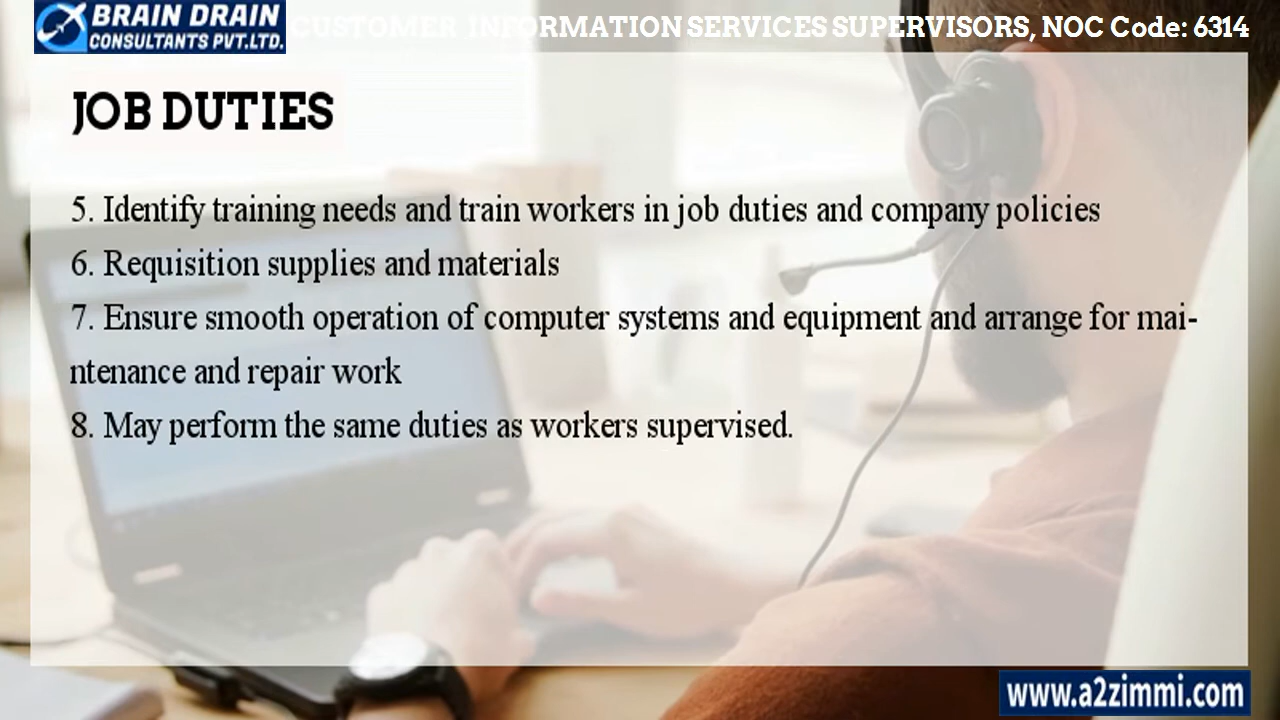 BRAIN DRAIN
CONSULTANTS PVT.LTD.
CUSTOMER INFORMATION SERVICES SUPERVISORS, NOC Code: 6314
JOB DUTIES
5. Identify training needs and train workers in job duties and company policies
6. Requisition supplies and materials
7. Ensure smooth operation of computer systems and equipment and arrange for mai-
ntenance and repair work
8. May perform the same duties as workers supervised.
www.a2zimmi.com